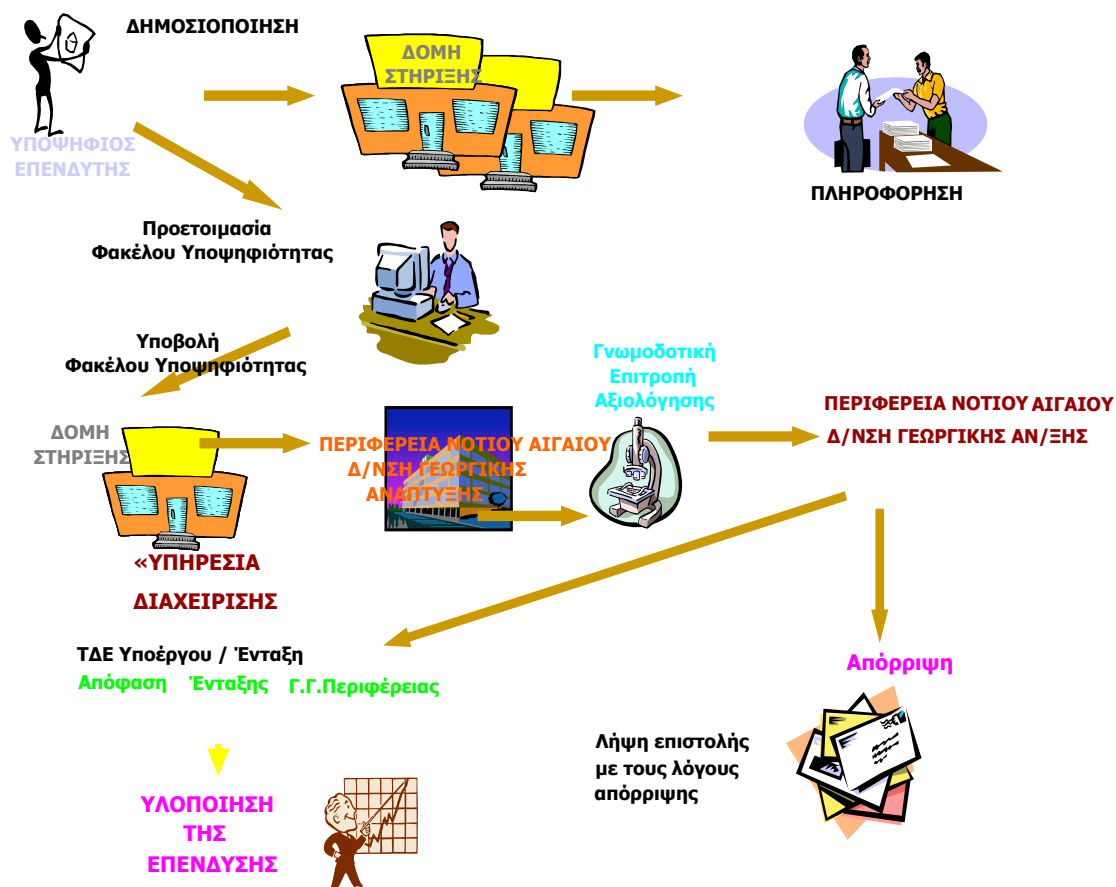 ΔΗΜΟΣΙΟΠΟΙΗΣΗ
ΔΟΜΗ
ΣΤΗΡΙΞΗΣ
ΥΠΟΨΗΦΙΟΣ
ΕΠΕΝΔΥΤΗΣ
ΠΛΗΡΟΦΟΡΗΣΗ
Προετοιμασία
Φακέλου Υποψηφιότητας
Υποβολή
Φακέλου Υποψηφιότητας
Γνωμοδοτική
Επιτροπή
Αξιολόγησης
ΔΟΜΗ
ΣΤΗΡΙΞΗΣ
ΠΕΡΙΦΕΡΕΙΑ ΝΟΤΙΟΥ ΑΙΓΑΙΟΥ
Δ/ΝΣΗ ΓΕΩΡΓΙΚΗΣ
ΑΝΑΠΤΥΞΗΣ
ΠΕΡΙΦΕΡΕΙΑ ΝΟΤΙΟΥ ΑΙΓΑΙΟΥ
Δ/ΝΣΗ ΓΕΩΡΓΙΚΗΣ ΑΝ/ΞΗΣ
«ΥΠΗΡΕΣΙΑ
ΔΙΑΧΕΙΡΙΣΗΣ
ΤΔΕ Υποέργου / Ένταξη
Απόφαση Ένταξης Γ.Γ.Περιφέρειας
Απόρριψη
Λήψη επιστολής
με τους λόγους
απόρριψης
ΥΛΟΠΟΙΗΣΗ
ΤΗΣ
ΕΠΕΝΔΥΣΗΣ